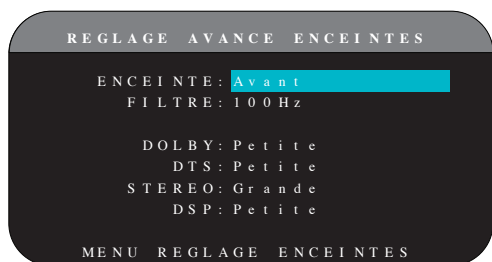 REGLAGE AVANCE ENCEINTES
ENCEINTE: Avant
FILTRE: 100Hz
DOLBY: Petite
DTS: Petite
STEREO: Grande
DSP: Petite
MENU REGLAGE ENCEINTES